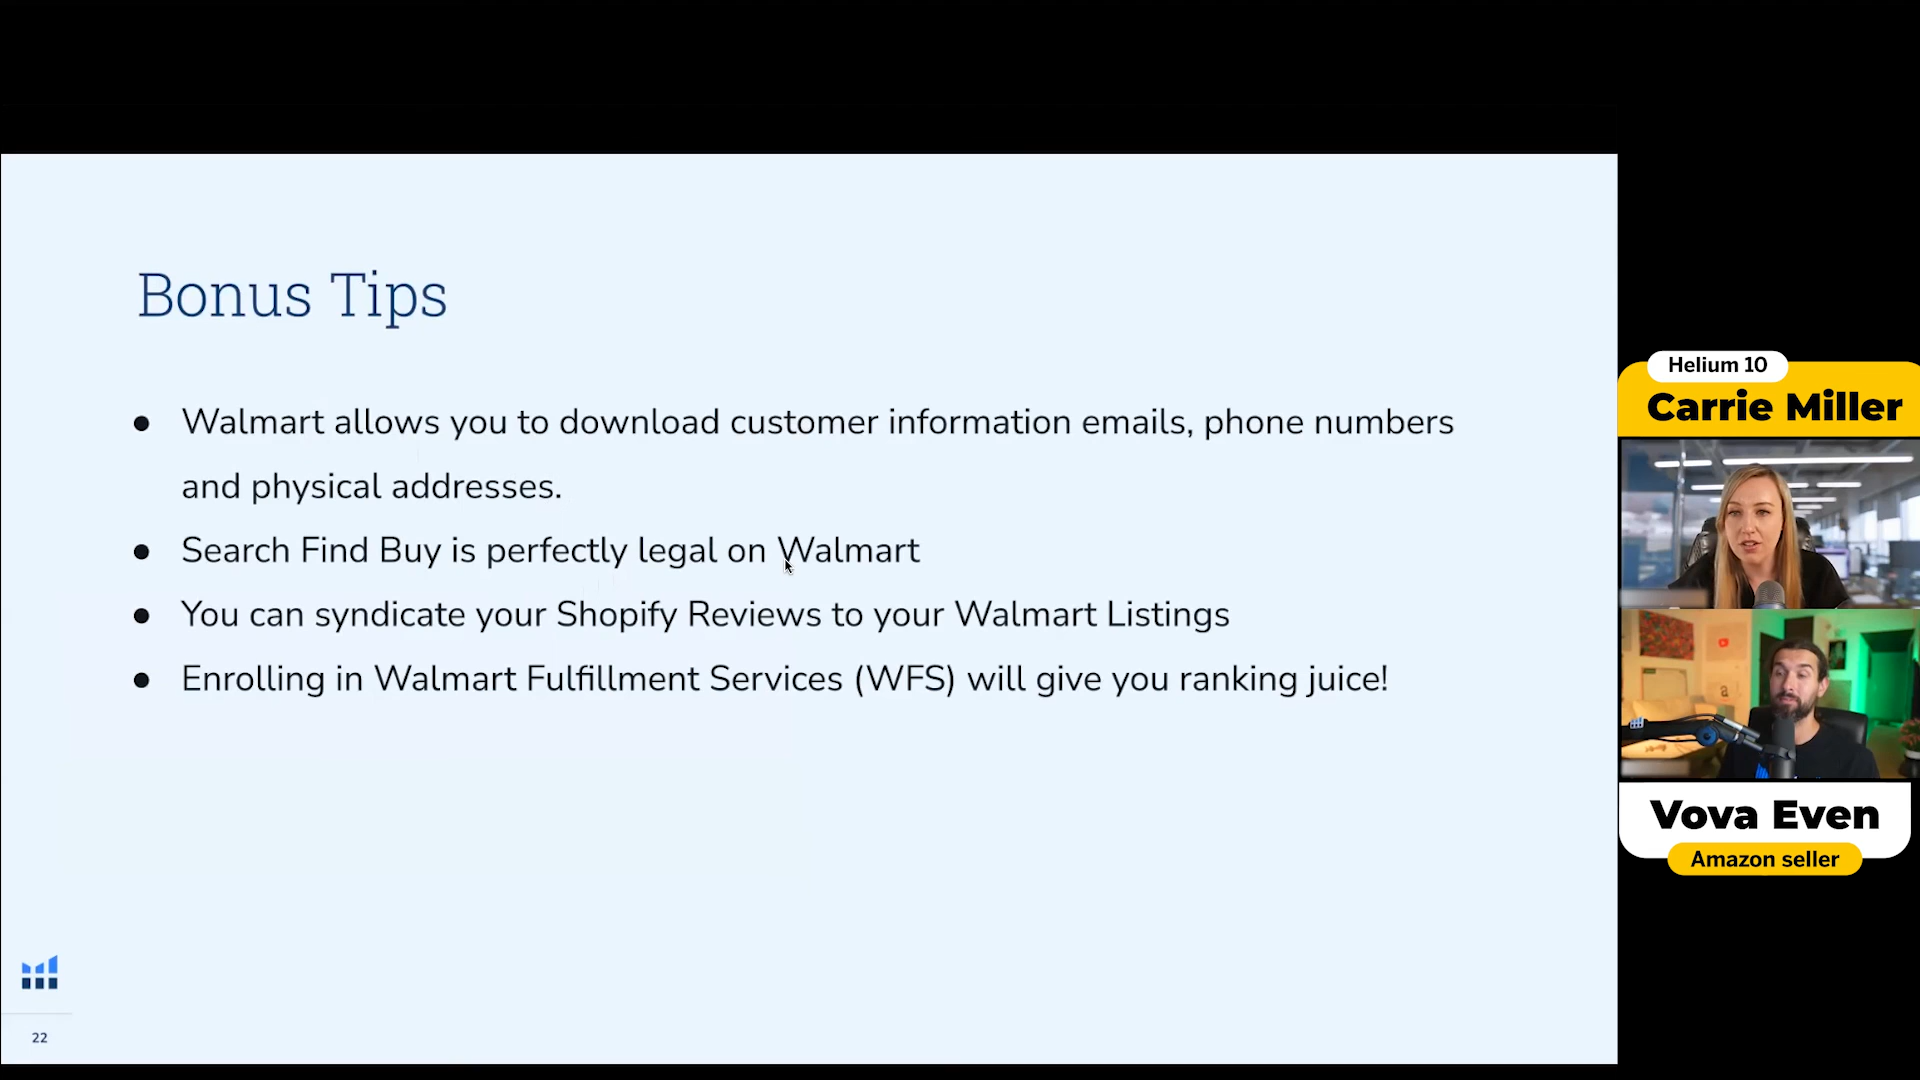 Bonus Tips
● Walmart allows you to download customer information emails, phone numbers
and physical addresses.
● Search Find Buy is perfectly legal on Walmart
● You can syndicate your Shopify Reviews to your Walmart Listings
● Enrolling in Walmart Fulfillment Services (WFS) will give you ranking juice!
22
Helium 10
Carrie Miller
Vova Even
Amazon seller